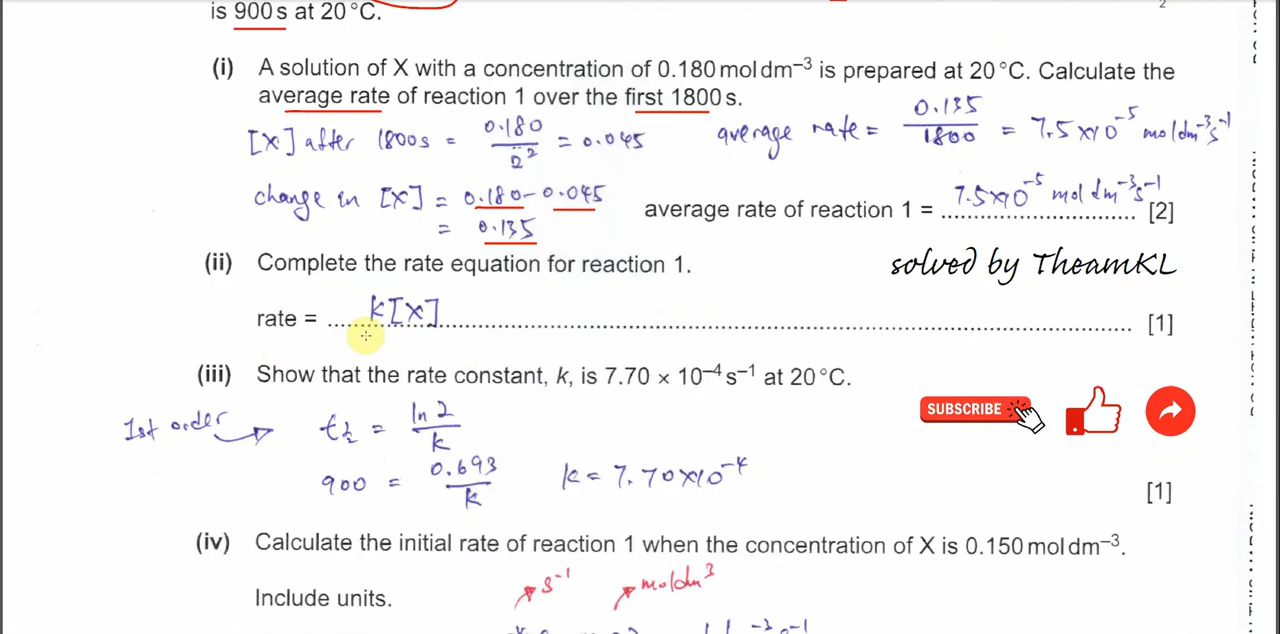 is 900 s at 20 °C.
(i) A solution of X with a concentration of 0.180 mol dm⁻³ is prepared at 20 °C. Calculate the
average rate of reaction 1 over the first 1800 s.
[X] after 1800s = 0.180 / 2² = 0.045
average rate = 0.135 / 1800 = 7.5×10⁻⁵ mol dm⁻³ s⁻¹
change in [X] = 0.180 - 0.045
= 0.135
average rate of reaction 1 = 7.5×10⁻⁵ mol dm⁻³ s⁻¹ [2]
(ii) Complete the rate equation for reaction 1.
solved by TheamKL
rate = k[X] [1]
(iii) Show that the rate constant, k, is 7.70 × 10⁻⁴ s⁻¹ at 20 °C.
SUBSCRIBE
1st order → t½ = ln 2 / k
900 = 0.693 / k k = 7.70×10⁻⁴
[1]
(iv) Calculate the initial rate of reaction 1 when the concentration of X is 0.150 mol dm⁻³.
s⁻¹ mol dm³
Include units.